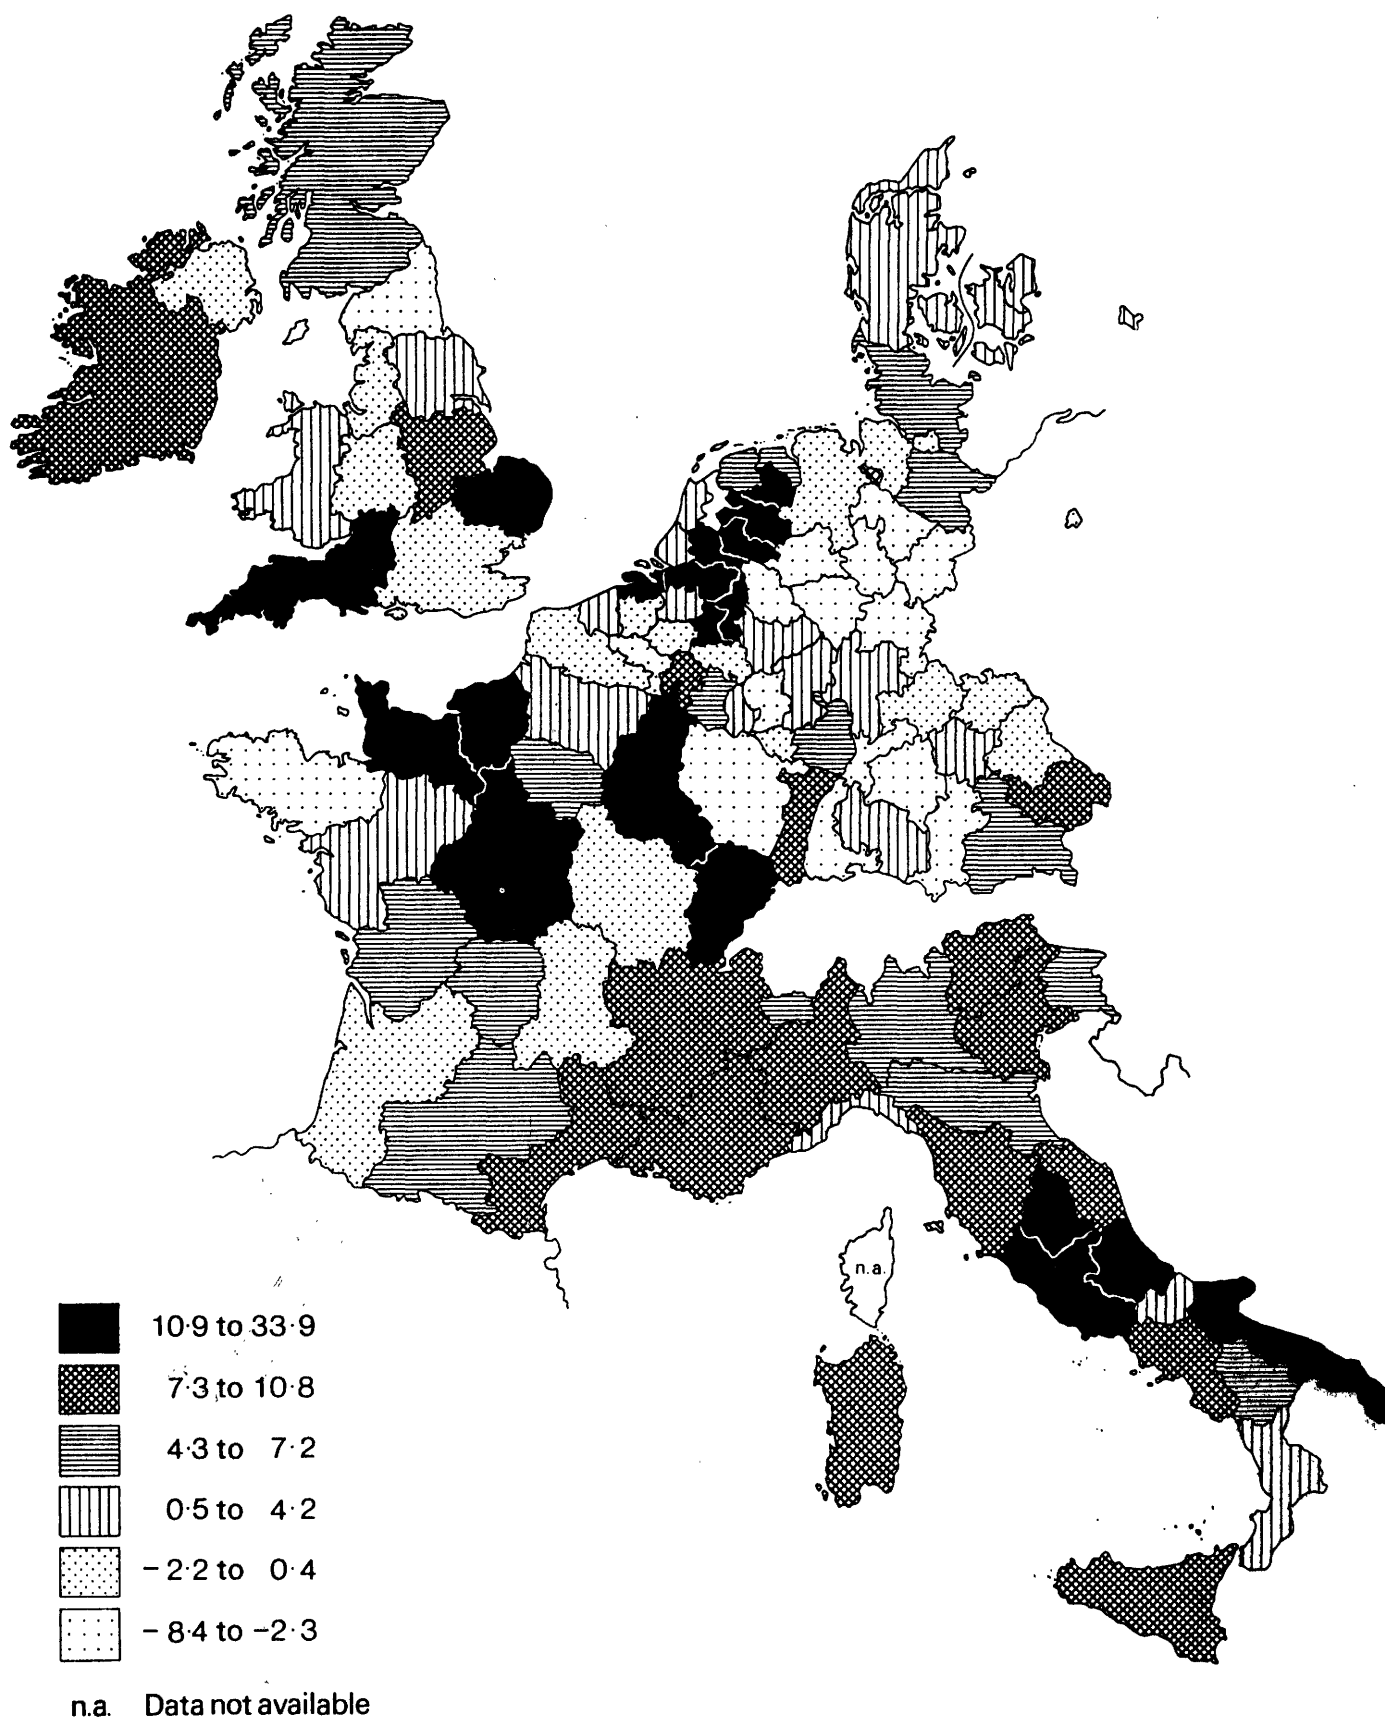 n.a.
10·9 to 33·9
7·3 to 10·8
4·3 to 7·2
0·5 to 4·2
−2·2 to 0·4
−8·4 to −2·3
n.a. Data not available